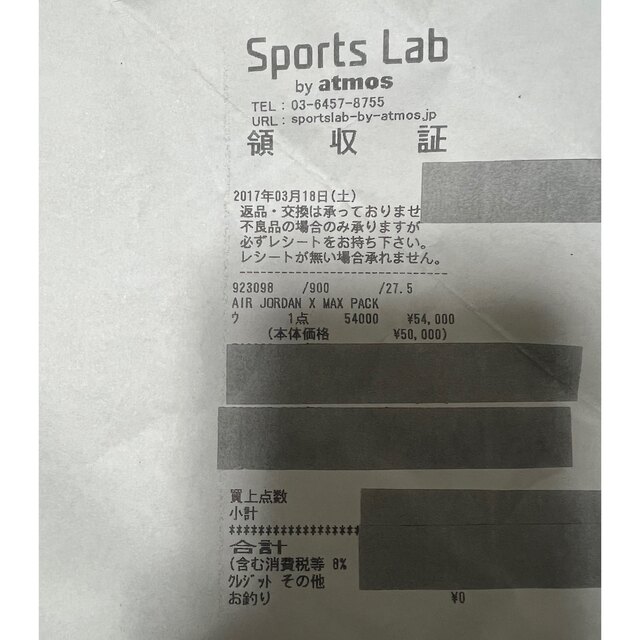 Sports Lab
by atmos
TEL : 03-6457-8755
URL : sportslab-by-atmos.jp
領 収 証
2017年03月18日(土)
返品・交換は承っておりませ
不良品の場合のみ承りますが
必ずレシートをお持ち下さい。
レシートが無い場合承れません。
------------------------------
923098 /900 /27.5
AIR JORDAN X MAX PACK
ウ 1点 54000 ¥54,000
(本体価格 ¥50,000)
買上点数
小計
******************
合計
(含む消費税等 8%
クレジット その他
お釣り ¥0